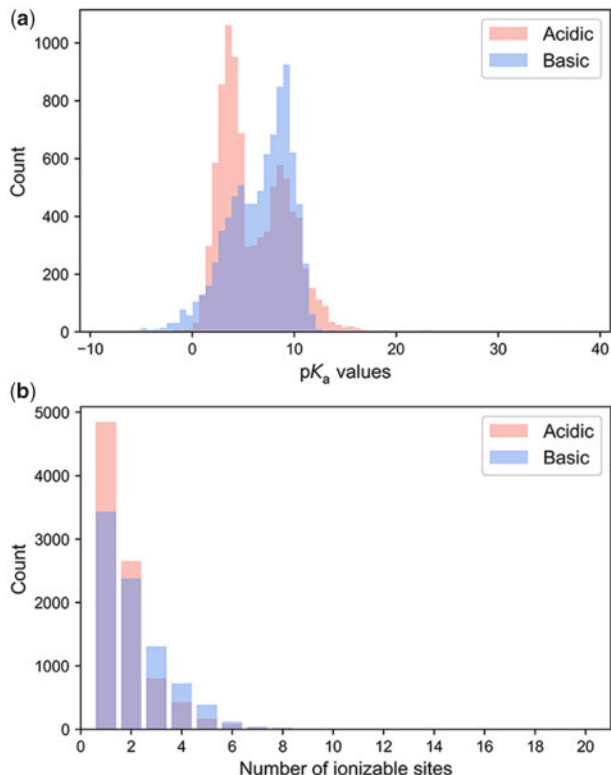 (a)
Acidic
Basic
1000
800
600
400
200
0
Count
−10 0 10 20 30 40
pKa values
(b)
Acidic
Basic
5000
4000
3000
2000
1000
0
Count
0 2 4 6 8 10 12 14 16 18 20
Number of ionizable sites